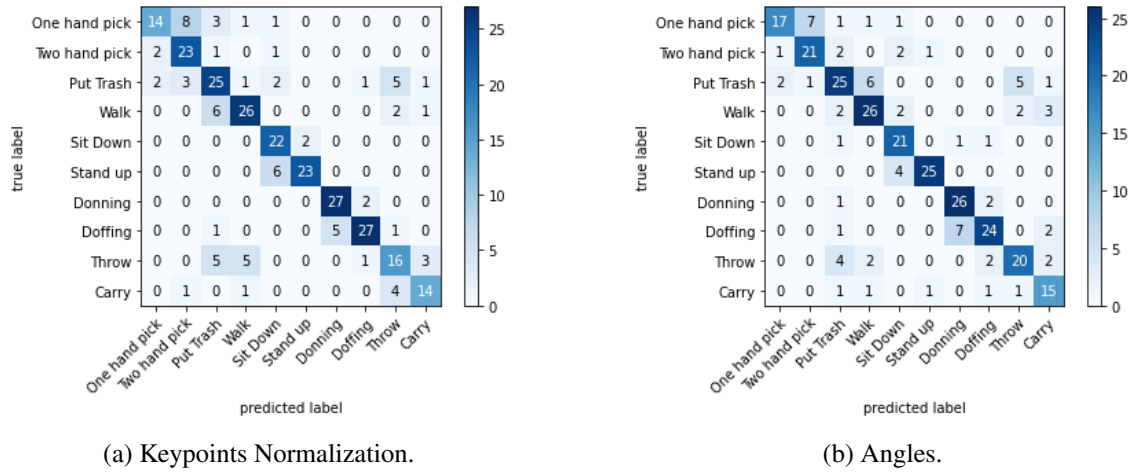 One hand pick 14 8 3 1 1 0 0 0 0 0
Two hand pick 2 23 1 0 1 0 0 0 0 0
Put Trash 2 3 25 1 2 0 0 1 5 1
Walk 0 0 6 26 0 0 0 0 2 1
Sit Down 0 0 0 0 22 2 0 0 0 0
Stand up 0 0 0 0 6 23 0 0 0 0
Donning 0 0 0 0 0 0 27 2 0 0
Doffing 0 0 1 0 0 0 5 27 1 0
Throw 0 0 5 5 0 0 0 1 16 3
Carry 0 1 0 1 0 0 0 0 4 14
true label
One hand pick Two hand pick Put Trash Walk Sit Down Stand up Donning Doffing Throw Carry
predicted label
25
20
15
10
5
0
(a) Keypoints Normalization.
One hand pick 17 7 1 1 1 0 0 0 0 0
Two hand pick 1 21 2 0 2 1 0 0 0 0
Put Trash 2 1 25 6 0 0 0 0 5 1
Walk 0 0 2 26 2 0 0 0 2 3
Sit Down 0 0 1 0 21 0 1 1 0 0
Stand up 0 0 0 0 4 25 0 0 0 0
Donning 0 0 1 0 0 0 26 2 0 0
Doffing 0 0 1 0 0 0 7 24 0 2
Throw 0 0 4 2 0 0 0 2 20 2
Carry 0 0 1 1 0 1 0 1 1 15
true label
One hand pick Two hand pick Put Trash Walk Sit Down Stand up Donning Doffing Throw Carry
predicted label
25
20
15
10
5
0
(b) Angles.